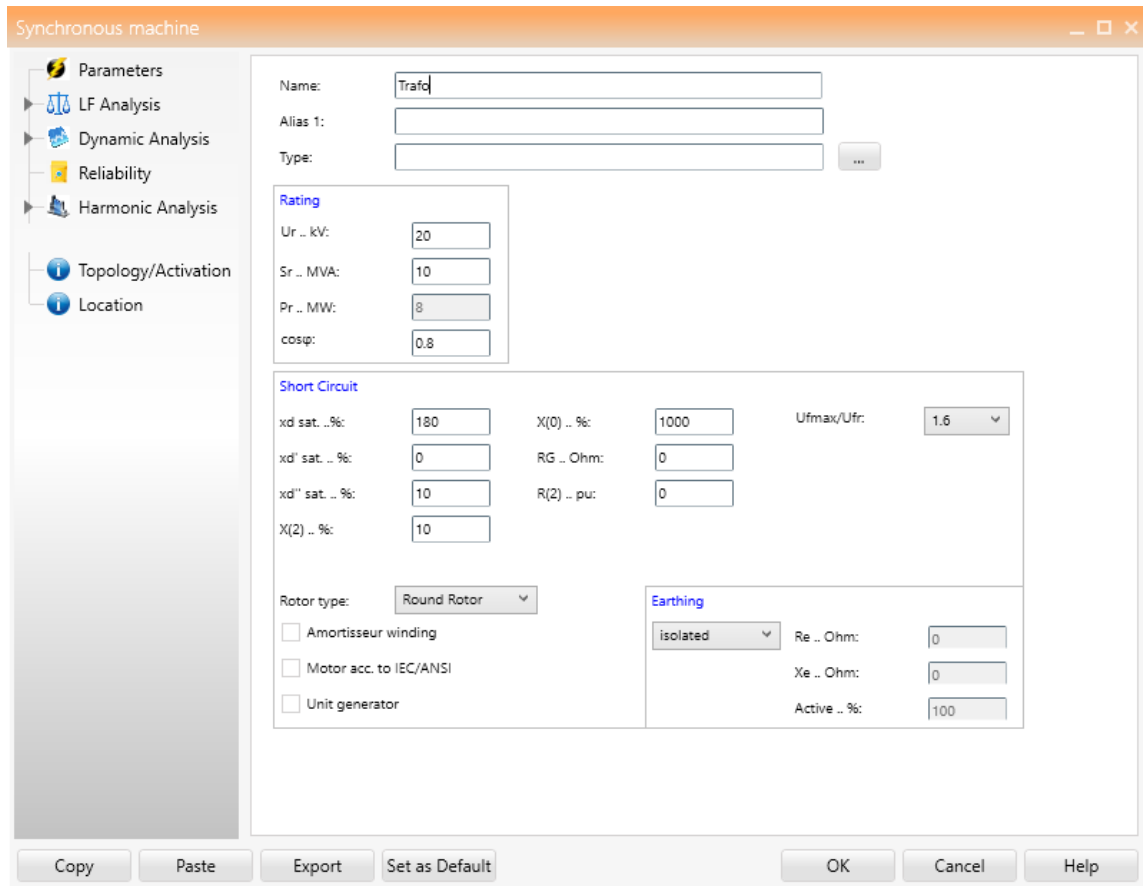 Synchronous machine
Parameters
LF Analysis
Dynamic Analysis
Reliability
Harmonic Analysis
Topology/Activation
Location
Name: Trafo
Alias 1:
Type: ...
Rating
Ur .. kV: 20
Sr .. MVA: 10
Pr .. MW: 8
cosφ: 0.8
Short Circuit
xd sat. ..%: 180 X(0) .. %: 1000 Ufmax/Ufr: 1.6
xd' sat. .. %: 0 RG .. Ohm: 0
xd'' sat. .. %: 10 R(2) .. pu: 0
X(2) .. %: 10
Rotor type: Round Rotor
Amortisseur winding
Motor acc. to IEC/ANSI
Unit generator
Earthing
isolated Re .. Ohm: 0
Xe .. Ohm: 0
Active .. %: 100
Copy Paste Export Set as Default OK Cancel Help